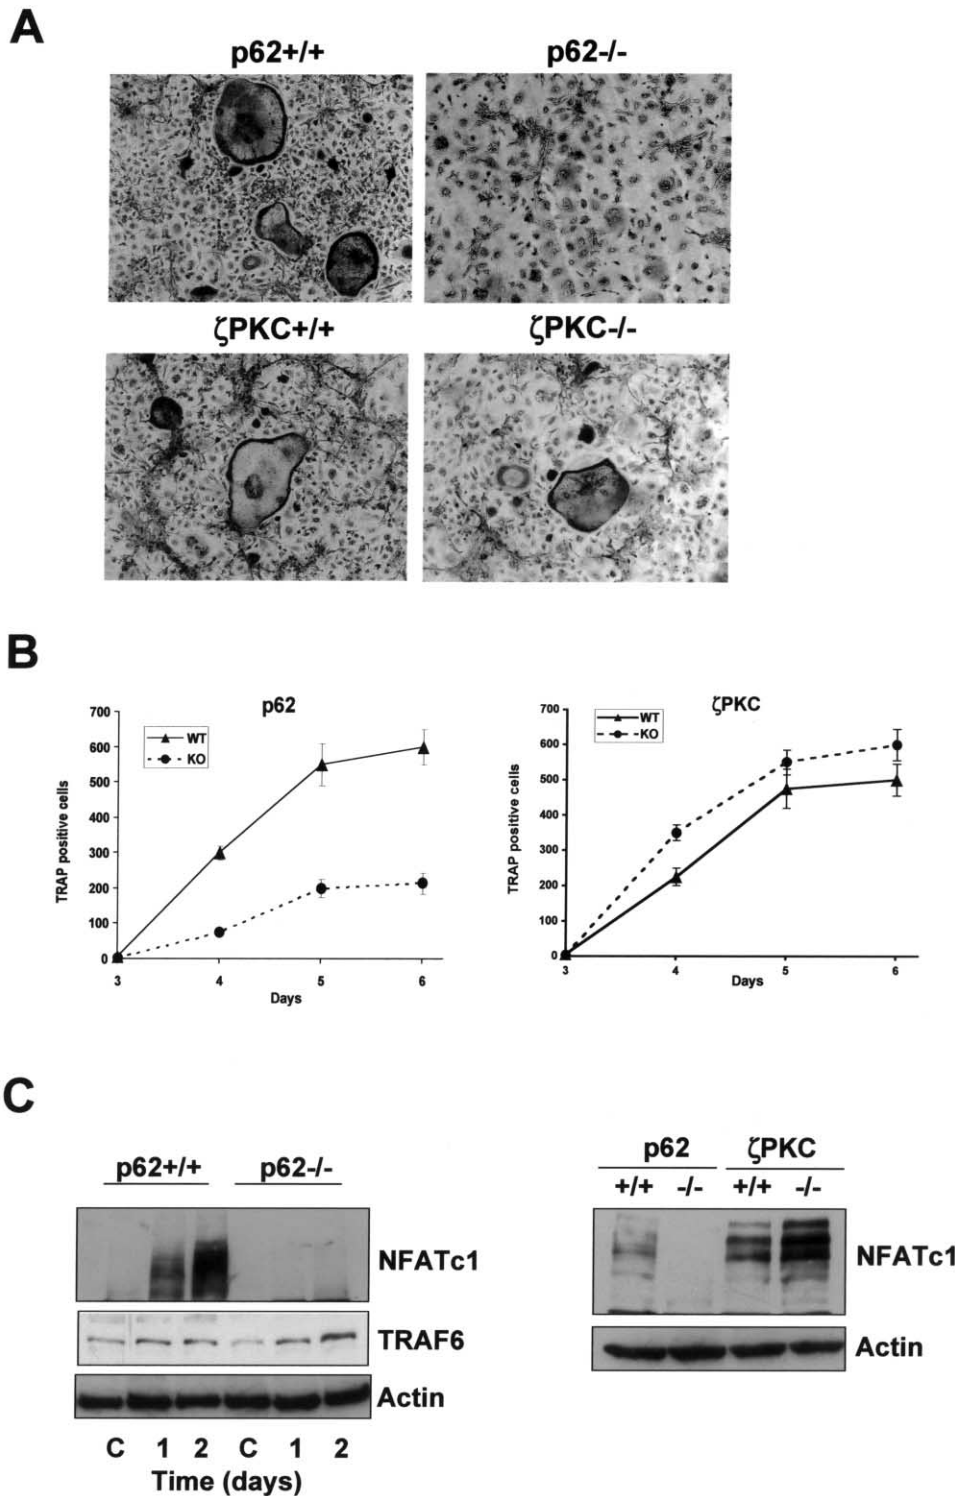 A
p62+/+ p62-/-
ζPKC+/+ ζPKC-/-
B
p62
700
600
500
400
300
200
100
0
TRAP positive cells
WT
KO
3 4 5 6
Days
ζPKC
700
600
500
400
300
200
100
0
TRAP positive cells
WT
KO
3 4 5 6
Days
C
p62+/+ p62-/-
NFATc1
TRAF6
Actin
C 1 2 C 1 2
Time (days)
p62 ζPKC
+/+ -/- +/+ -/-
NFATc1
Actin